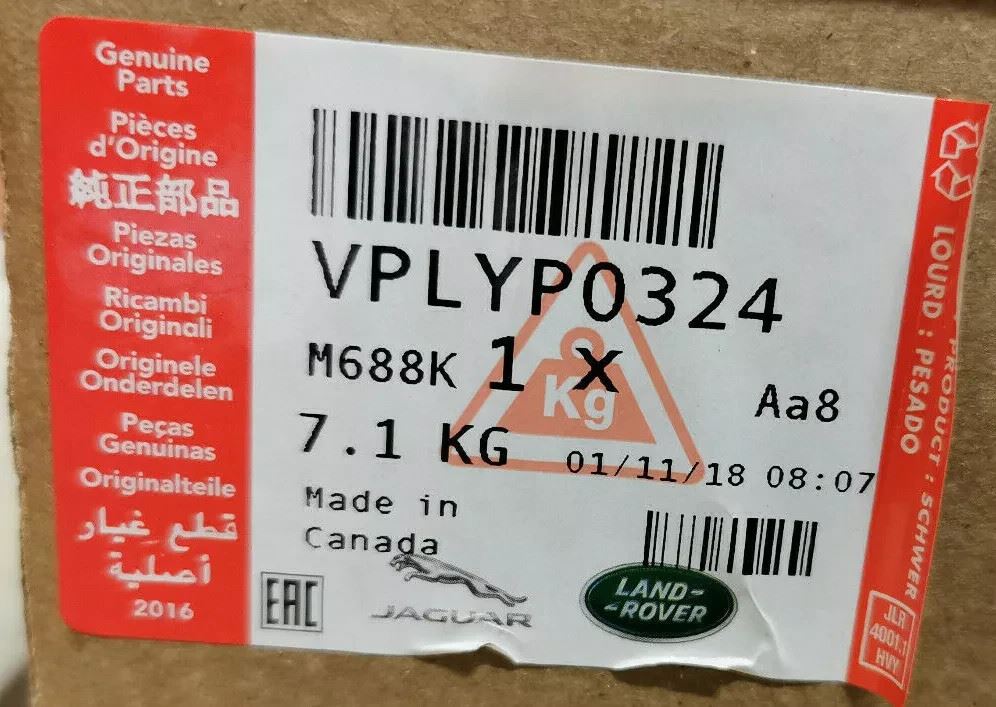 Genuine
Parts
Pièces
d'Origine
純正部品
Piezas
Originales
Ricambi
Originali
Originele
Onderdelen
Peças
Genuinas
Originalteile
قطع غيار
أصلية
2016
VPLYP0324
M688K 1 X
Kg
Aa8
7.1 KG
01/11/18 08:07
Made in
Canada
EAC
JAGUAR
LAND-
-ROVER
LOURD : PESADO
PRODUCT : SCHWER
JLR
4001.1
HVY